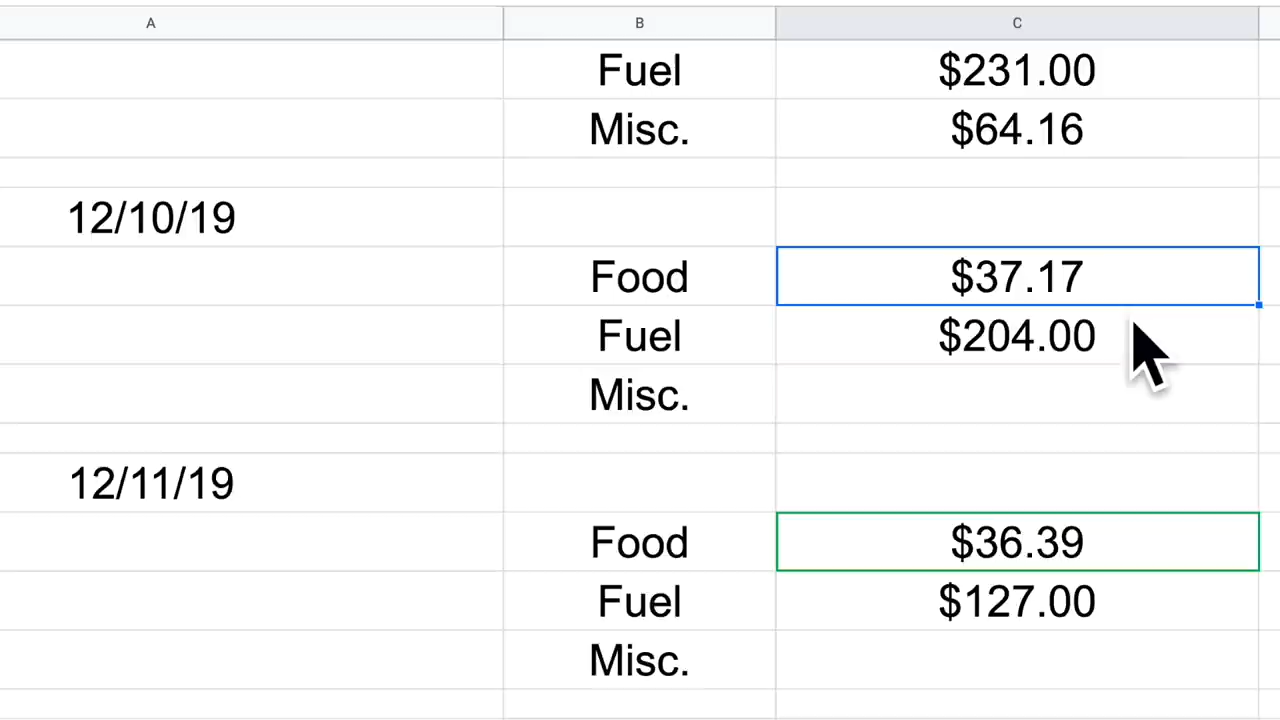 A B C
Fuel $231.00
Misc. $64.16
12/10/19
Food $37.17
Fuel $204.00
Misc.
12/11/19
Food $36.39
Fuel $127.00
Misc.